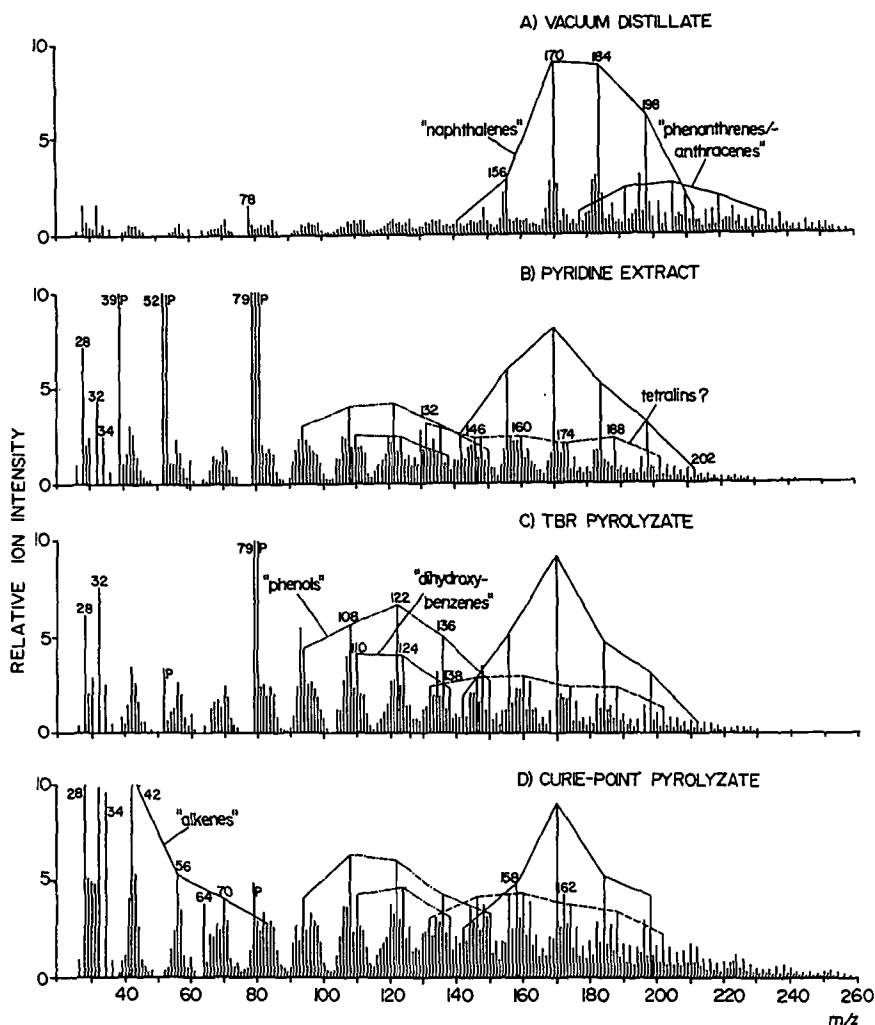 A) VACUUM DISTILLATE
10
5
0
170
184
198
156
78
"naphthalenes"
"phenanthrenes/-
anthracenes"
B) PYRIDINE EXTRACT
10
5
0
39 P
52 P
79 P
28
32
34
132
146
160
174
188
202
tetralins ?
C) TBR PYROLYZATE
10
5
0
79 P
32
28
P
"phenols"
"dihydroxy-
benzenes"
108
122
136
110
124
138
D) CURIE-POINT PYROLYZATE
10
5
0
28
34
42
"alkenes"
56
64
70
P
158
162
40
60
80
100
120
140
160
180
200
220
240
260
m/z
RELATIVE ION INTENSITY